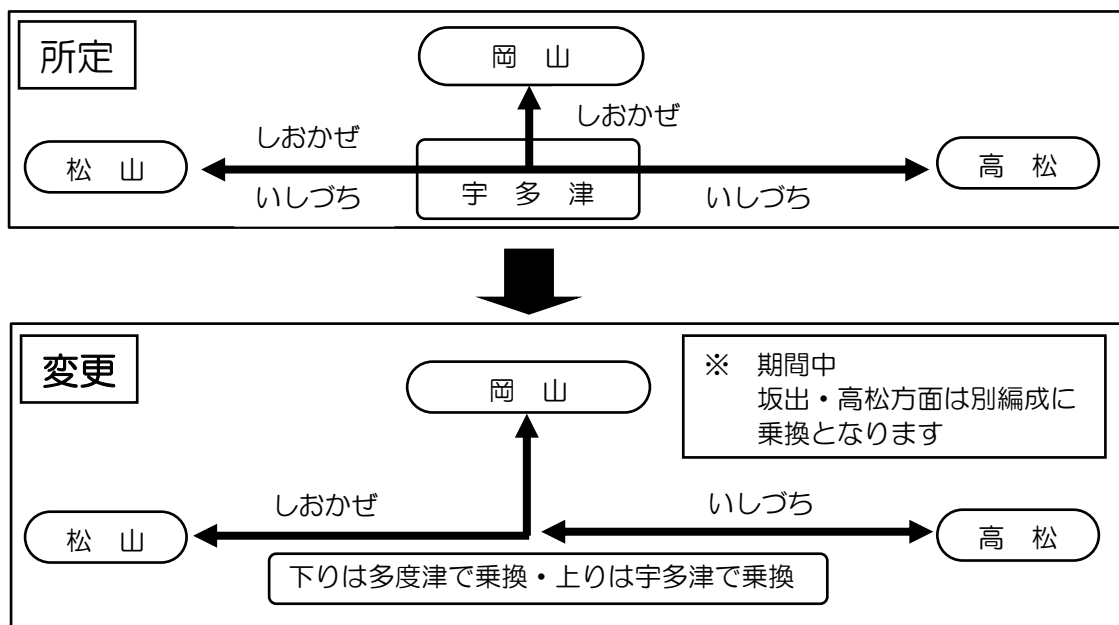 所定
岡 山
しおかぜ
しおかぜ
松 山
高 松
いしづち
宇 多 津
いしづち
変更
※ 期間中
坂出・高松方面は別編成に
乗換となります
岡 山
しおかぜ
いしづち
松 山
高 松
下りは多度津で乗換・上りは宇多津で乗換